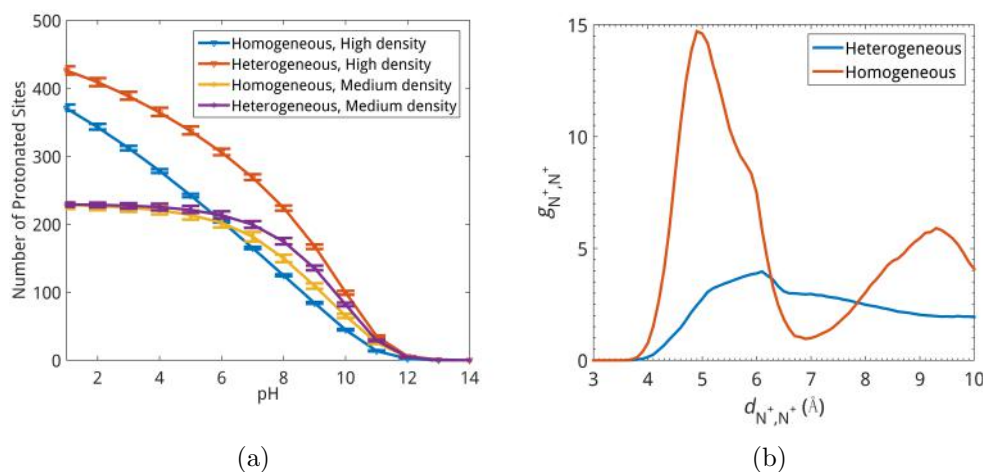 500
400
300
200
100
0
Number of Protonated Sites
Homogeneous, High density
Heterogeneous, High density
Homogeneous, Medium density
Heterogeneous, Medium density
2 4 6 8 10 12 14
pH
(a)
15
10
5
0
g_N⁺,N⁺
Heterogeneous
Homogeneous
3 4 5 6 7 8 9 10
d_N⁺,N⁺ (Å)
(b)